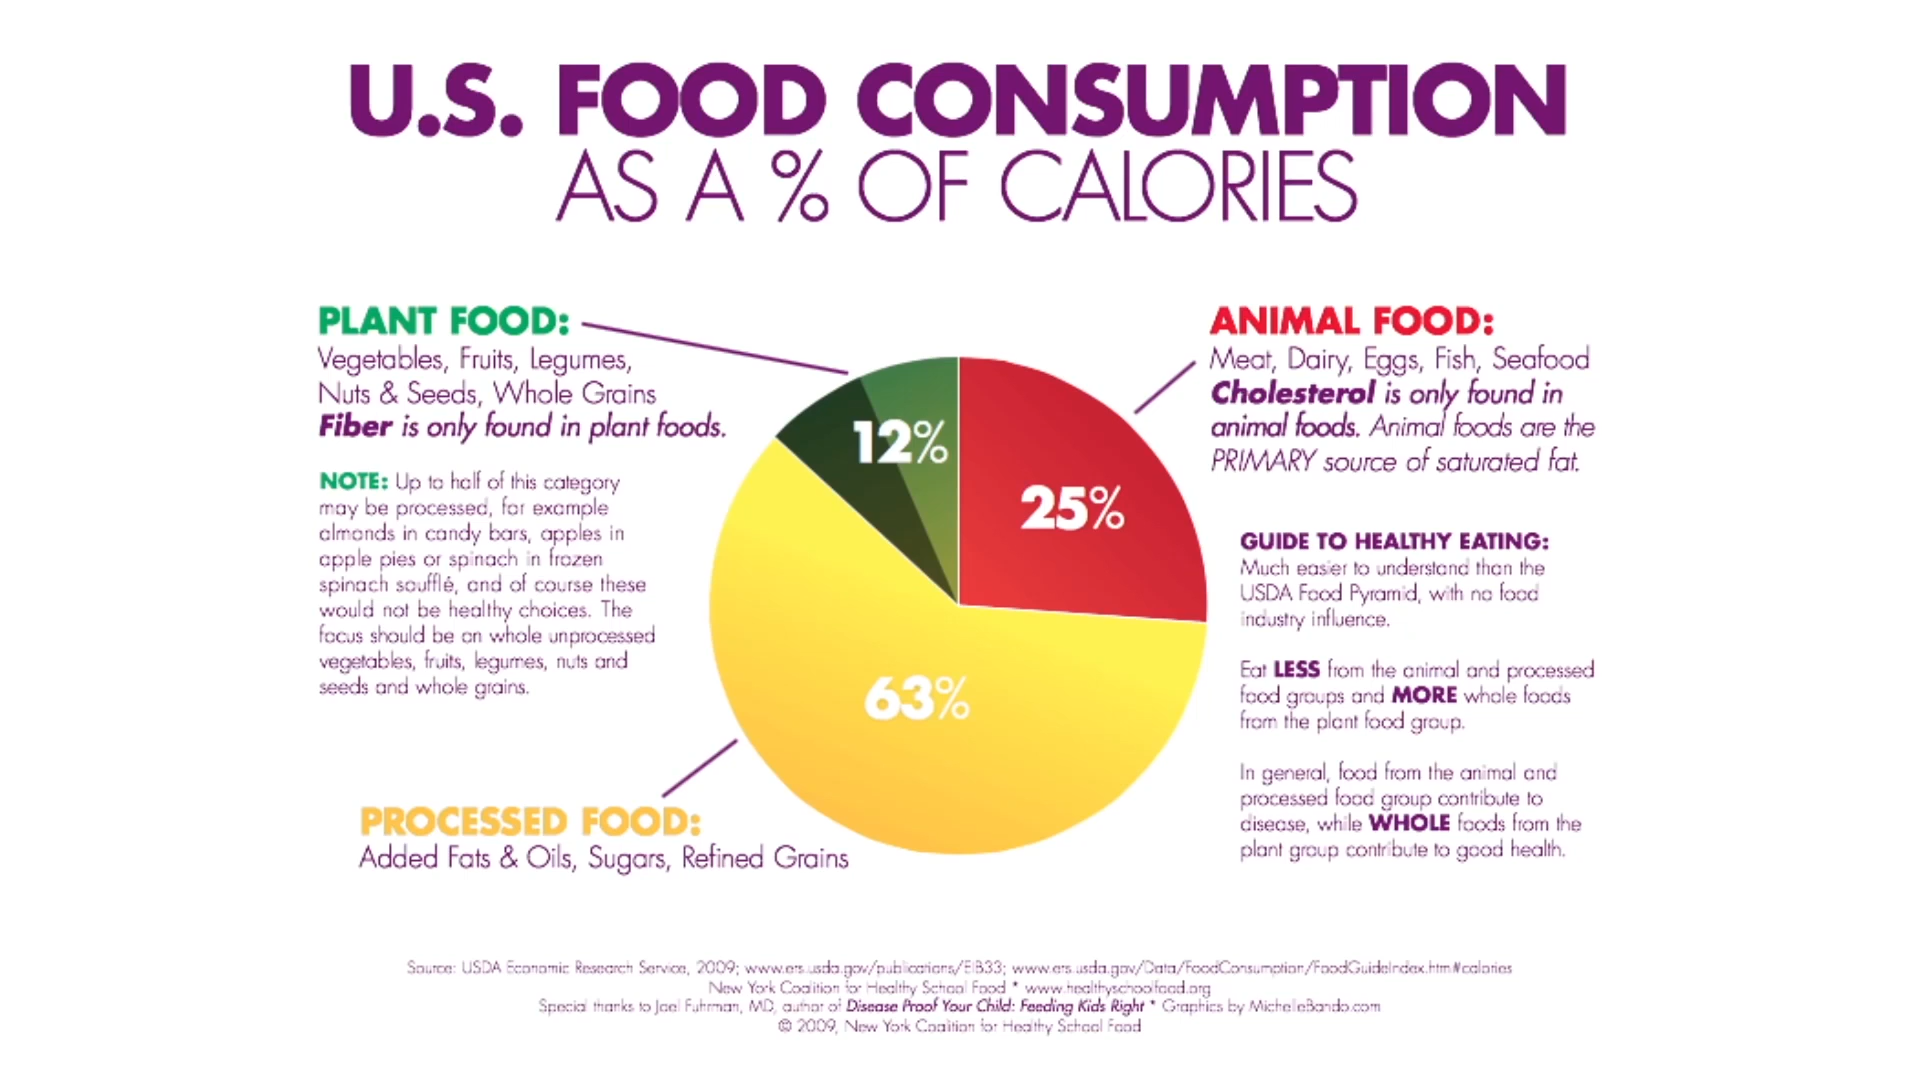 U.S. FOOD CONSUMPTION
AS A % OF CALORIES
PLANT FOOD:
Vegetables, Fruits, Legumes,
Nuts & Seeds, Whole Grains
Fiber is only found in plant foods.
NOTE: Up to half of this category
may be processed, for example
almonds in candy bars, apples in
apple pies or spinach in frozen
spinach soufflé, and of course these
would not be healthy choices. The
focus should be on whole unprocessed
vegetables, fruits, legumes, nuts and
seeds and whole grains.
12%
25%
63%
ANIMAL FOOD:
Meat, Dairy, Eggs, Fish, Seafood
Cholesterol is only found in
animal foods. Animal foods are the
PRIMARY source of saturated fat.
GUIDE TO HEALTHY EATING:
Much easier to understand than the
USDA Food Pyramid, with no food
industry influence.
Eat LESS from the animal and processed
food groups and MORE whole foods
from the plant food group.
In general, food from the animal and
processed food group contribute to
disease, while WHOLE foods from the
plant group contribute to good health.
PROCESSED FOOD:
Added Fats & Oils, Sugars, Refined Grains
Source: USDA Economic Research Service, 2009; www.ers.usda.gov/publications/EIB33; www.ers.usda.gov/Data/FoodConsumption/FoodGuideIndex.htm#calories
New York Coalition for Healthy School Food * www.healthyschoolfood.org
Special thanks to Joel Fuhrman, MD, author of Disease Proof Your Child: Feeding Kids Right * Graphics by MichelleBando.com
© 2009, New York Coalition for Healthy School Food